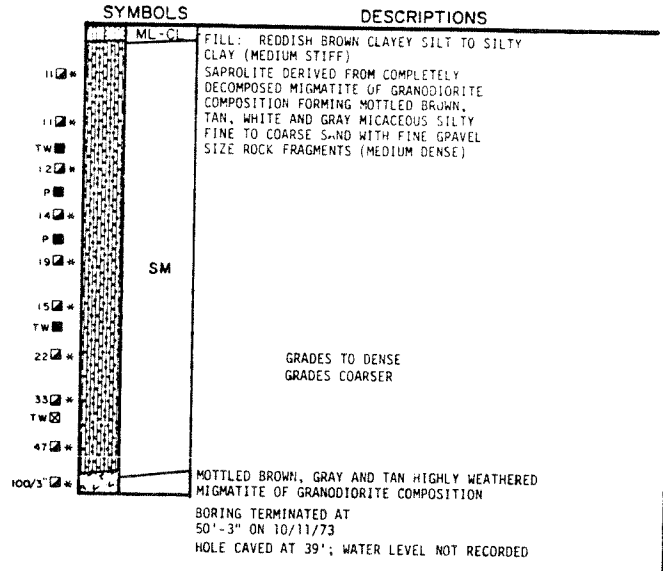 SYMBOLS DESCRIPTIONS
ML-CL
FILL: REDDISH BROWN CLAYEY SILT TO SILTY
CLAY (MEDIUM STIFF)
11 * SAPROLITE DERIVED FROM COMPLETELY
DECOMPOSED MIGMATITE OF GRANODIORITE
COMPOSITION FORMING MOTTLED BROWN,
11 * TAN, WHITE AND GRAY MICACEOUS SILTY
FINE TO COARSE SAND WITH FINE GRAVEL
TW SIZE ROCK FRAGMENTS (MEDIUM DENSE)
12 *
P
14 *
P
19 * SM
15 *
TW
22 * GRADES TO DENSE
GRADES COARSER
33 *
TW
47 *
MOTTLED BROWN, GRAY AND TAN HIGHLY WEATHERED
100/3" * MIGMATITE OF GRANODIORITE COMPOSITION
BORING TERMINATED AT
50'-3" ON 10/11/73
HOLE CAVED AT 39'; WATER LEVEL NOT RECORDED